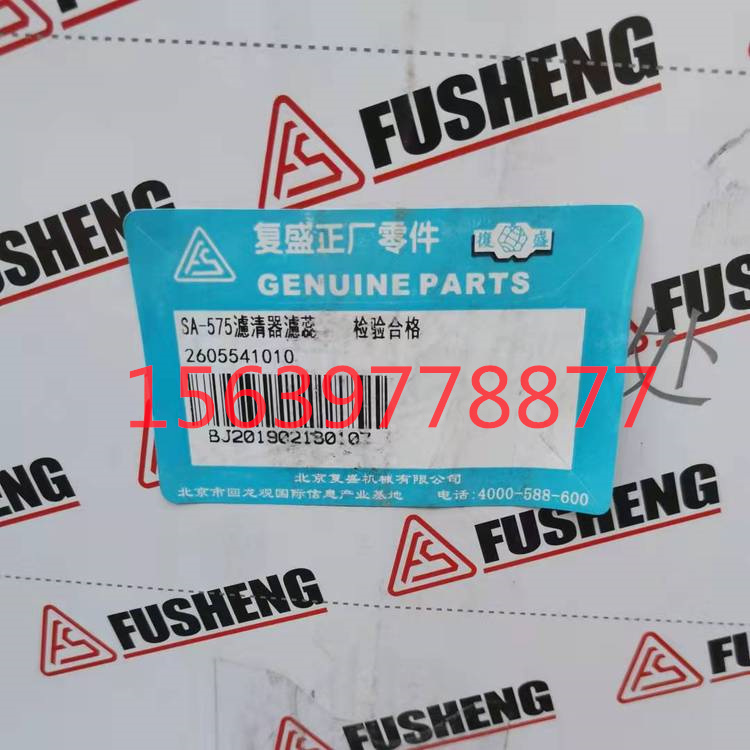 FUSHENG
FUSHENG
FUSHENG
复盛正厂零件
復 盛
GENUINE PARTS
SA-575滤清器滤蕊 检验合格
2605541010
15639778877
BJ201902180107
北京复盛机械有限公司
北京市回龙观国际信息产业基地 电话:4000-588-600
处
FUSHENG
FUSHENG
FUSHENG